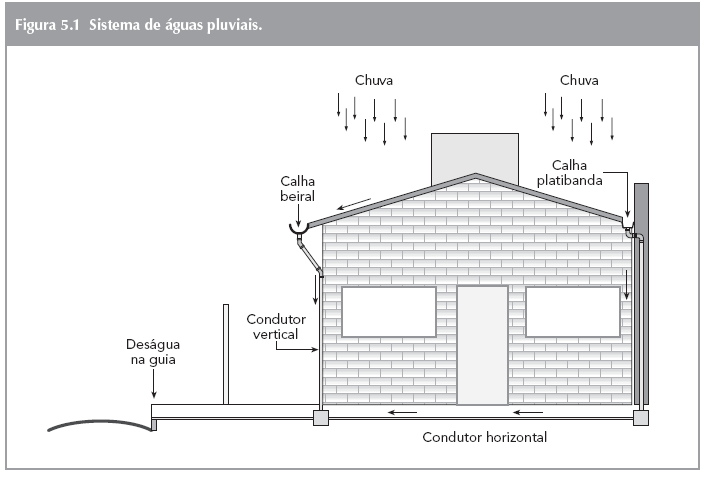 Figura 5.1 Sistema de águas pluviais.
Chuva
Chuva
Calha
beiral
Calha
platibanda
Condutor
vertical
Deságua
na guia
Condutor horizontal